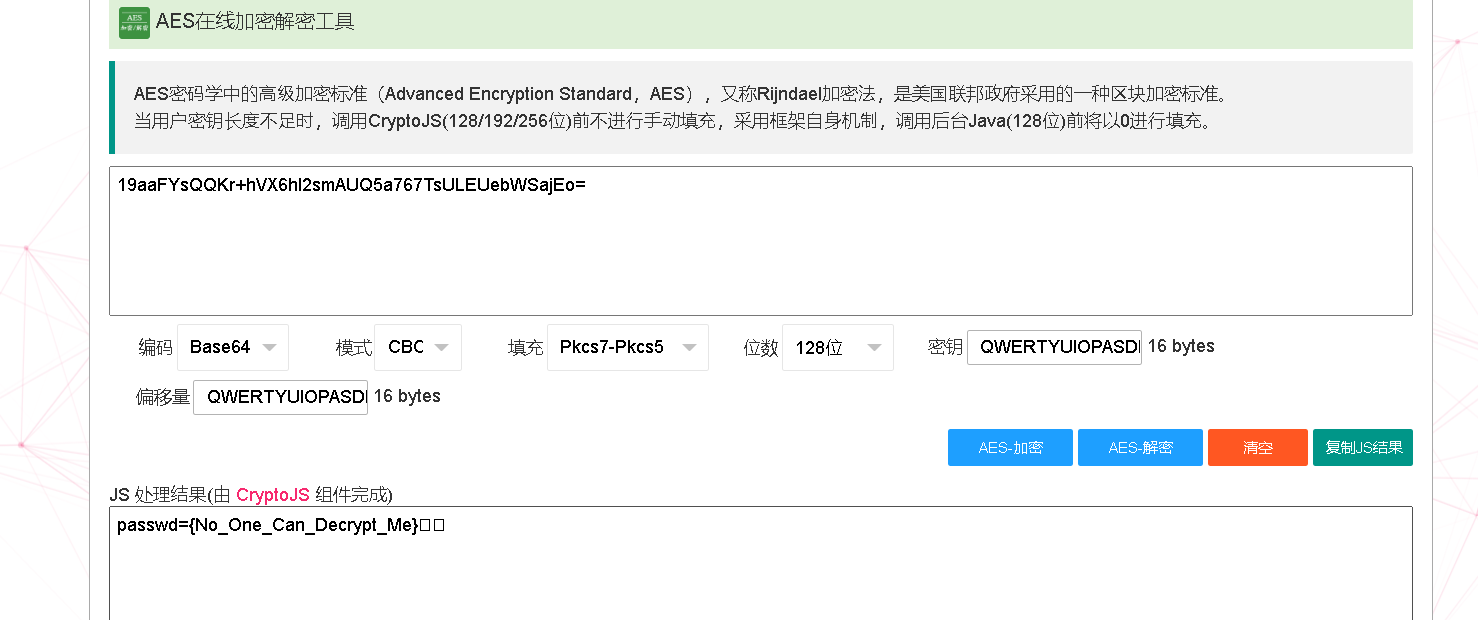 AES
加密/解密
AES在线加密解密工具
AES密码学中的高级加密标准（Advanced Encryption Standard，AES），又称Rijndael加密法，是美国联邦政府采用的一种区块加密标准。
当用户密钥长度不足时，调用CryptoJS(128/192/256位)前不进行手动填充，采用框架自身机制，调用后台Java(128位)前将以0进行填充。
19aaFYsQQKr+hVX6hl2smAUQ5a767TsULEUebWSajEo=
编码 Base64 模式 CBC 填充 Pkcs7-Pkcs5 位数 128位 密钥 QWERTYUIOPASD 16 bytes
偏移量 QWERTYUIOPASD 16 bytes
AES-加密 AES-解密 清空 复制JS结果
JS 处理结果(由 CryptoJS 组件完成)
passwd={No_One_Can_Decrypt_Me}